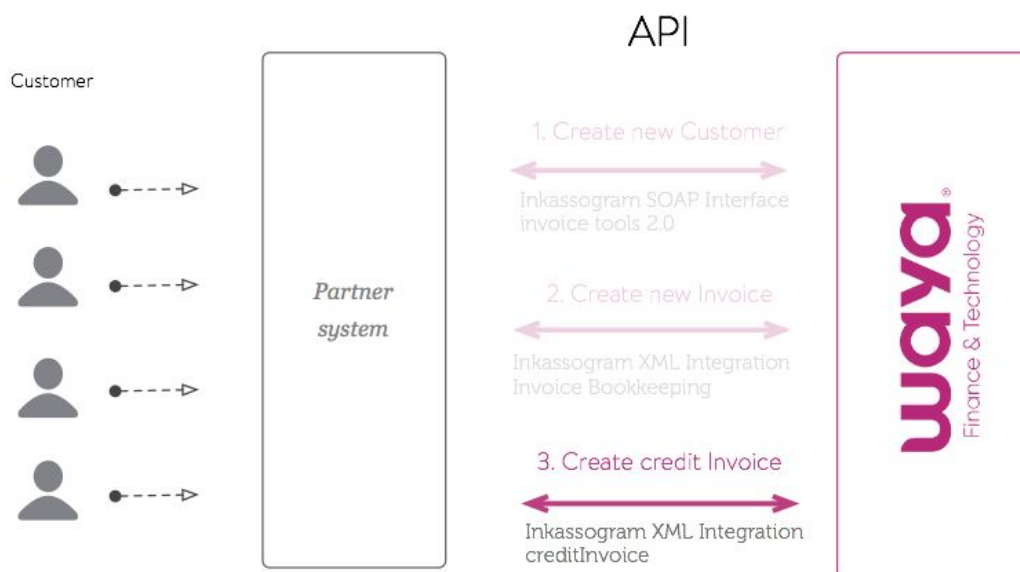 API
Customer
1. Create new Customer
Inkassogram SOAP Interface
invoice tools 2.0
Partner
system
2. Create new Invoice
Inkassogram XML Integration
Invoice Bookkeeping
3. Create credit Invoice
Inkassogram XML Integration
creditInvoice
waya®
Finance & Technology